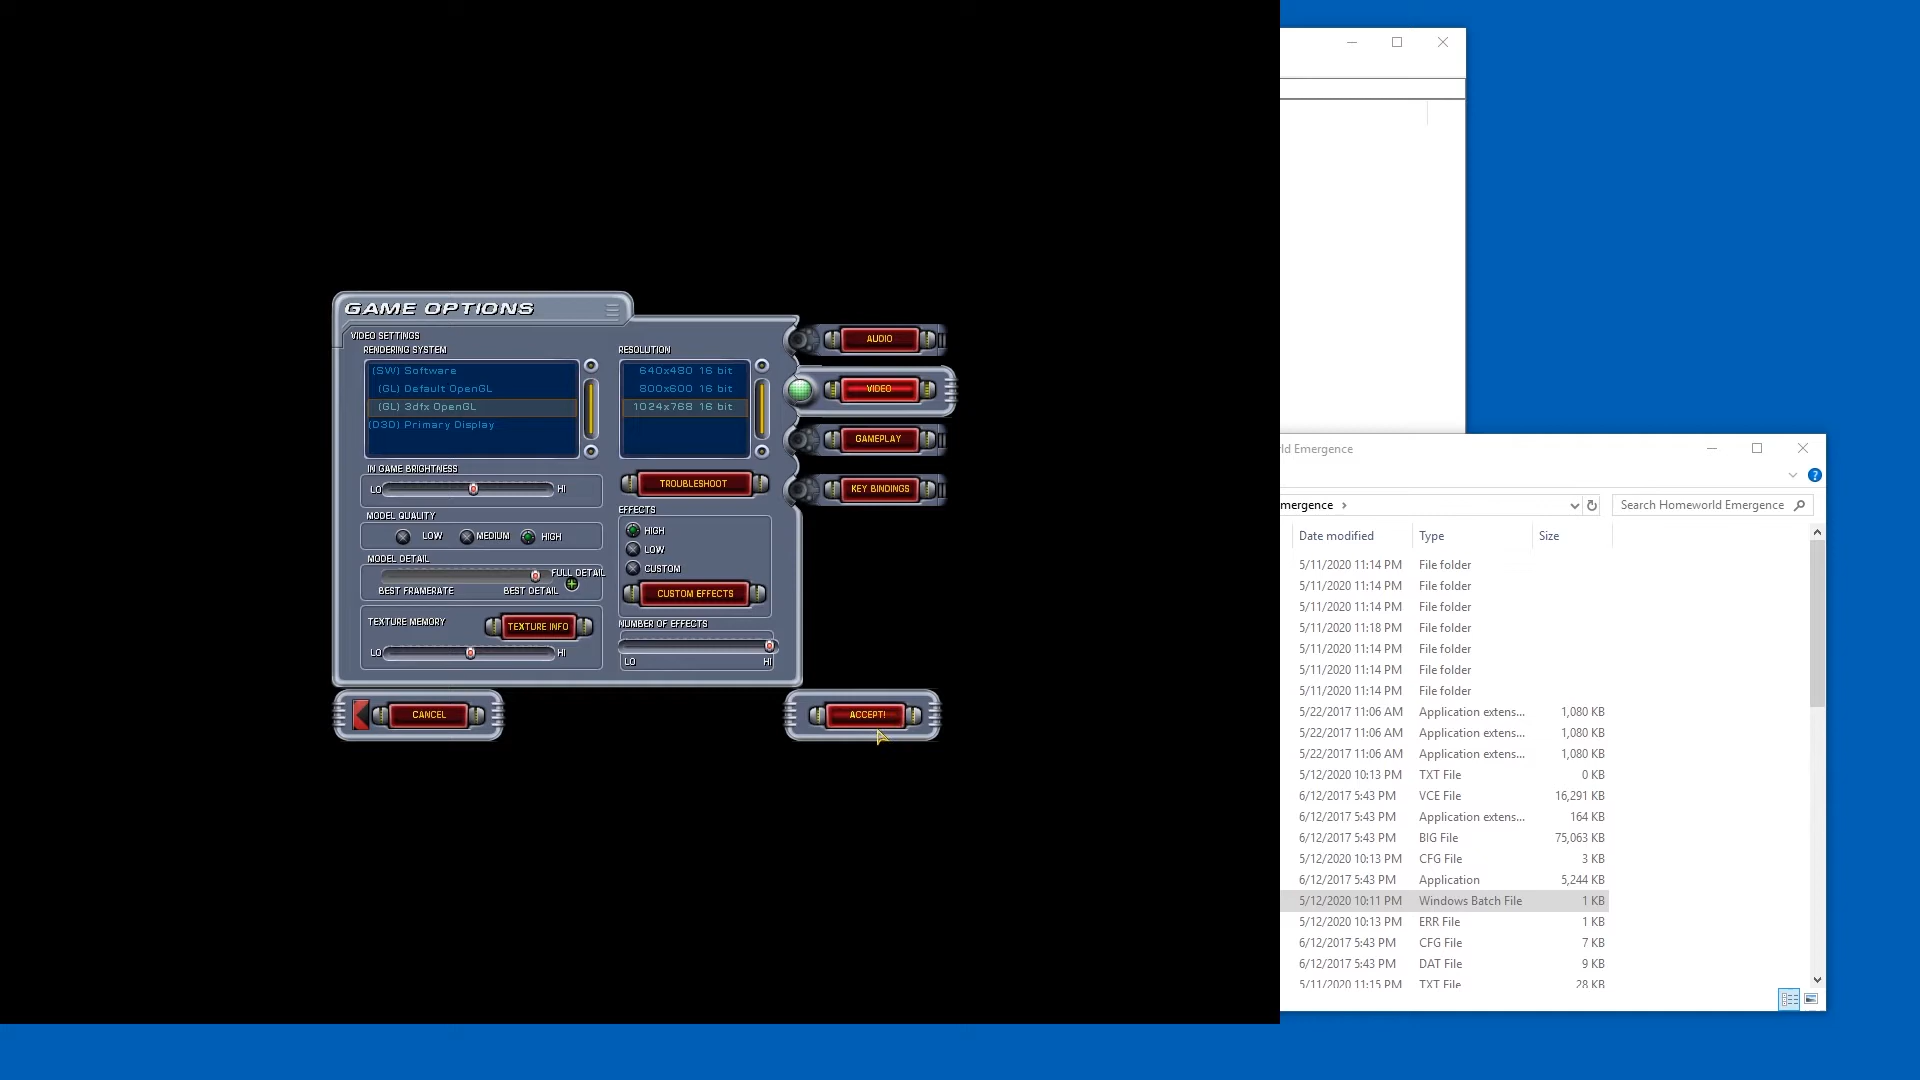 GAME OPTIONS
VIDEO SETTINGS
RENDERING SYSTEM
(SW) Software
(GL) Default OpenGL
(GL) 3dfx OpenGL
(D3D) Primary Display
RESOLUTION
640x480 16 bit
800x600 16 bit
1024x768 16 bit
IN GAME BRIGHTNESS
LO HI
TROUBLESHOOT
MODEL QUALITY
LOW MEDIUM HIGH
MODEL DETAIL
FULL DETAIL
BEST FRAMERATE BEST DETAIL
EFFECTS
HIGH
LOW
CUSTOM
CUSTOM EFFECTS
TEXTURE MEMORY TEXTURE INFO
LO HI
NUMBER OF EFFECTS
LO HI
AUDIO
VIDEO
GAMEPLAY
KEY BINDINGS
CANCEL
ACCEPT!
ld Emergence
mergence
Search Homeworld Emergence
Date modified Type Size
5/11/2020 11:14 PM File folder
5/11/2020 11:14 PM File folder
5/11/2020 11:14 PM File folder
5/11/2020 11:18 PM File folder
5/11/2020 11:14 PM File folder
5/11/2020 11:14 PM File folder
5/11/2020 11:14 PM File folder
5/22/2017 11:06 AM Application extens... 1,080 KB
5/22/2017 11:06 AM Application extens... 1,080 KB
5/22/2017 11:06 AM Application extens... 1,080 KB
5/12/2020 10:13 PM TXT File 0 KB
6/12/2017 5:43 PM VCE File 16,291 KB
6/12/2017 5:43 PM Application extens... 164 KB
6/12/2017 5:43 PM BIG File 75,063 KB
5/12/2020 10:13 PM CFG File 3 KB
6/12/2017 5:43 PM Application 5,244 KB
5/12/2020 10:11 PM Windows Batch File 1 KB
5/12/2020 10:13 PM ERR File 1 KB
6/12/2017 5:43 PM CFG File 7 KB
6/12/2017 5:43 PM DAT File 9 KB
5/11/2020 11:15 PM TXT File 28 KB